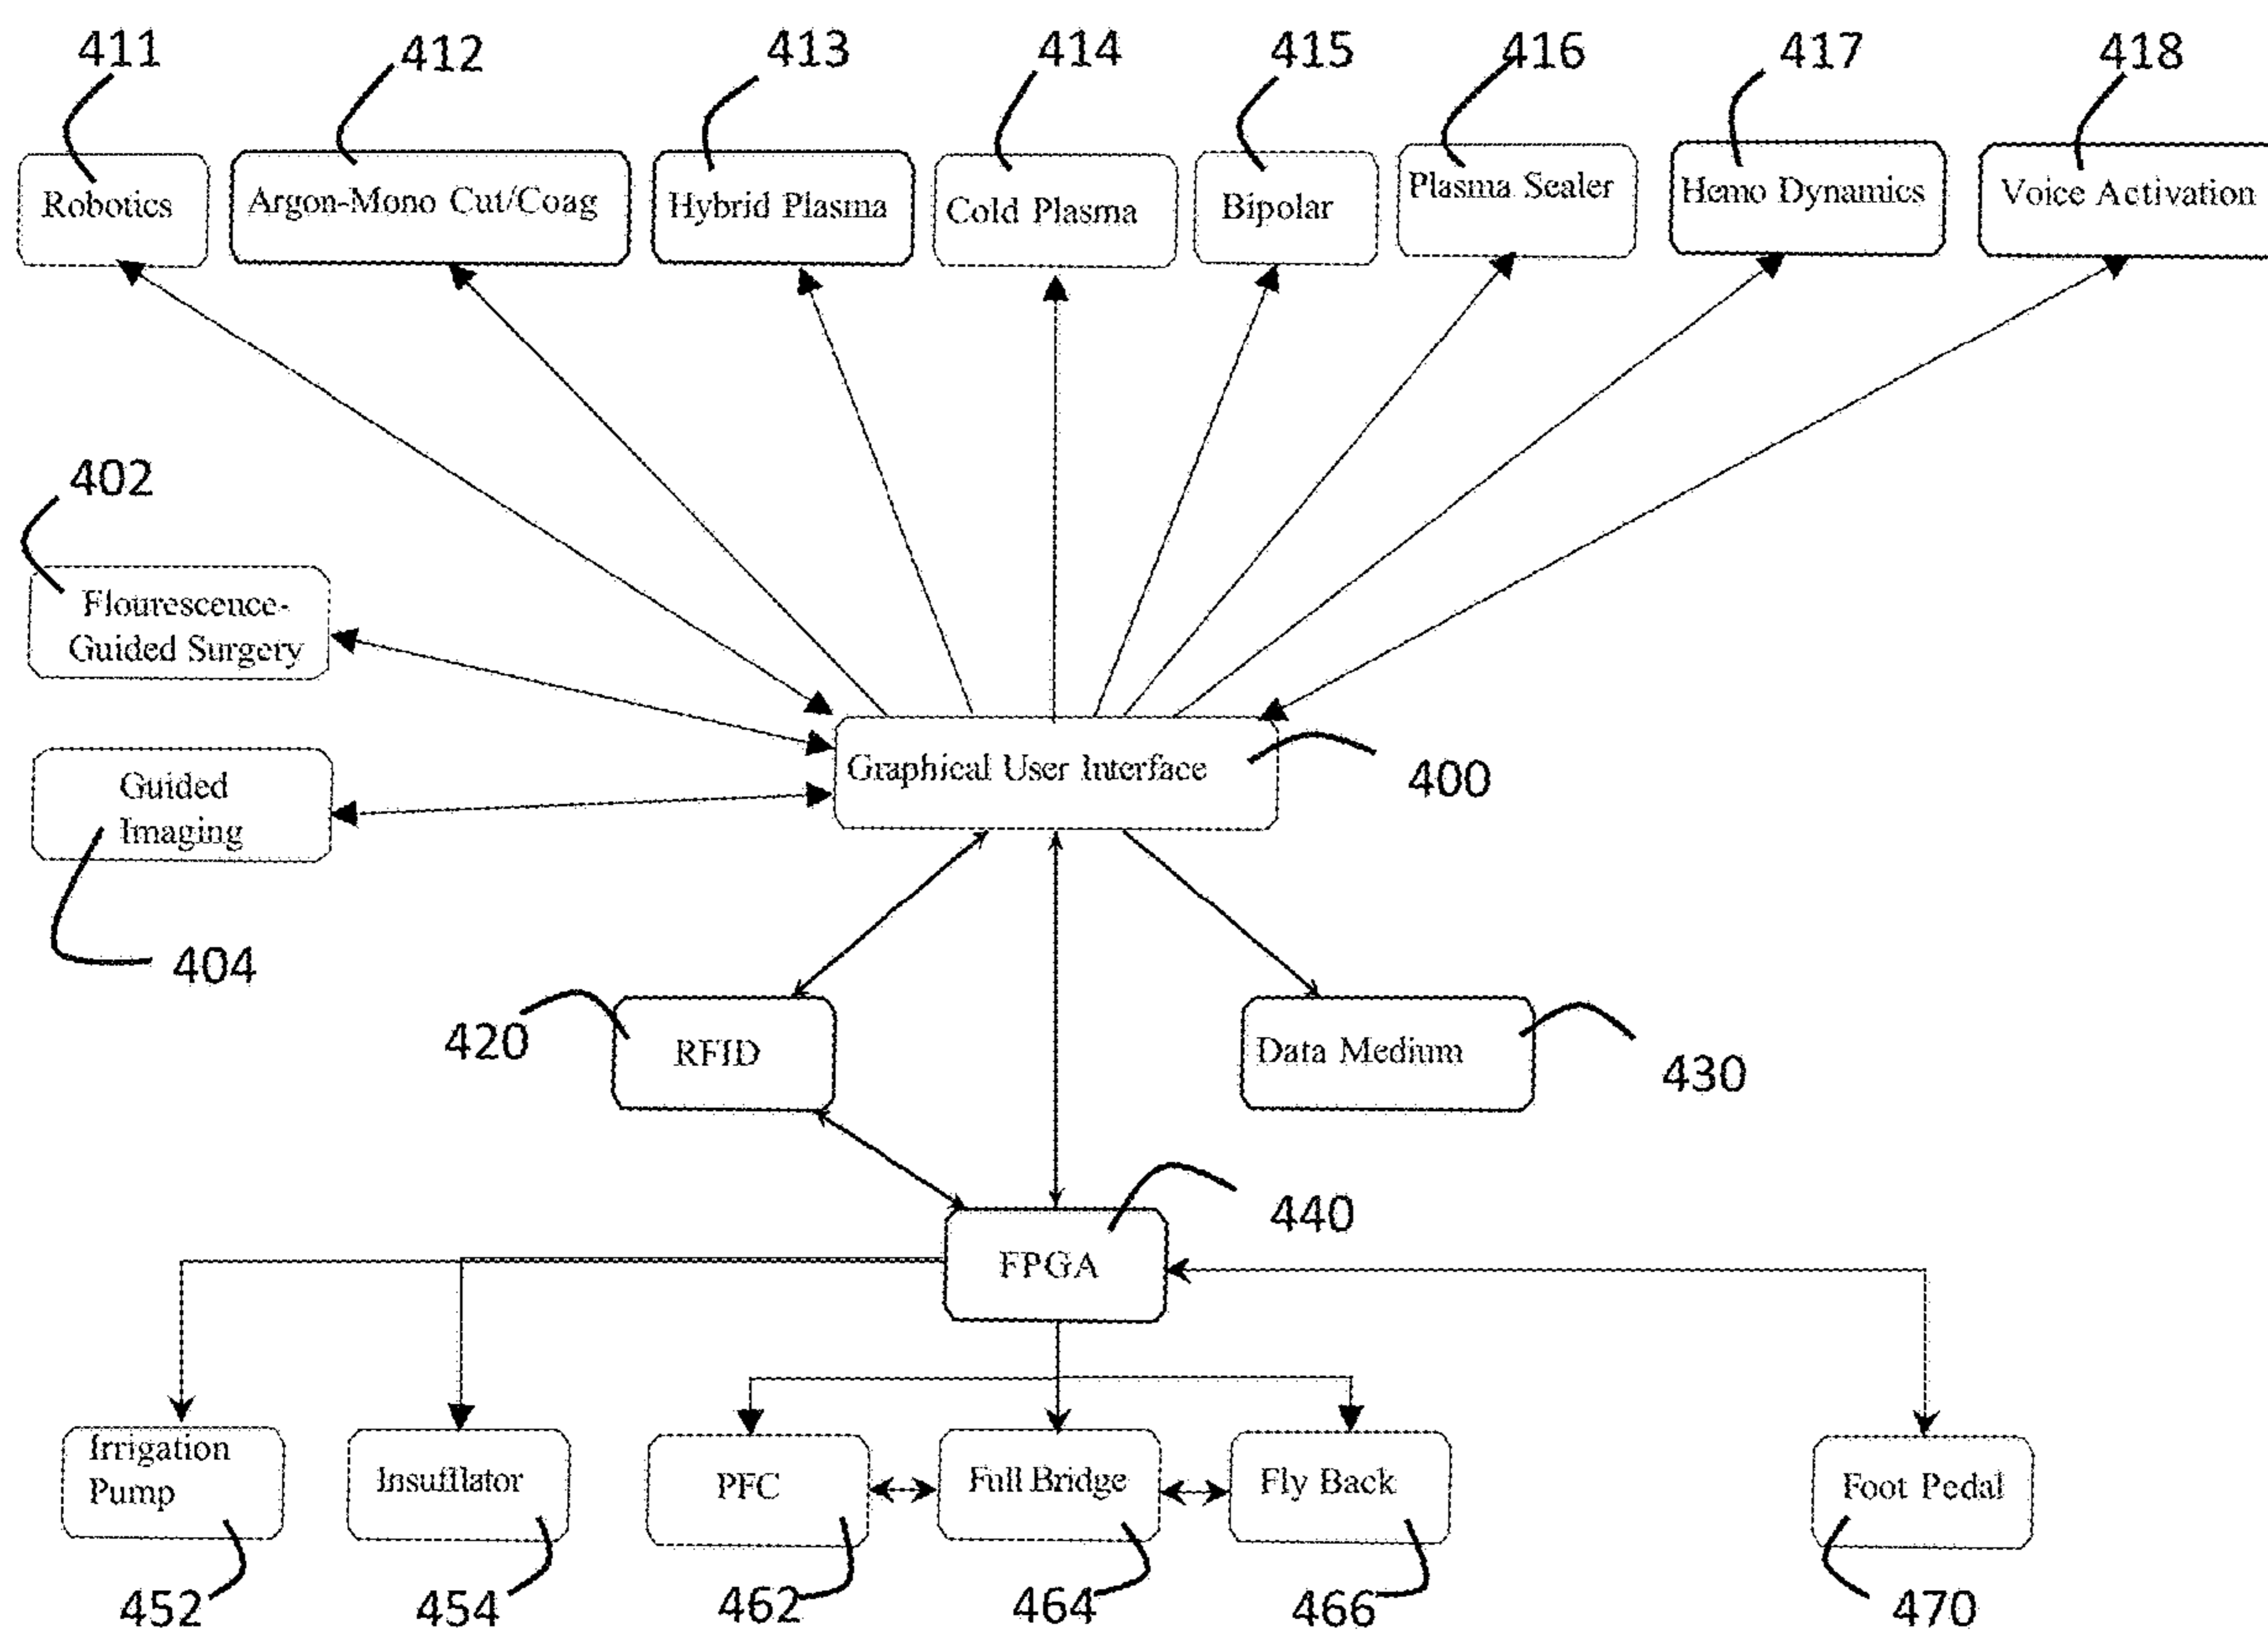 411
412
413
414
415
416
417
418
Robotics
Argon-Mono Cut/Coag
Hybrid Plasma
Cold Plasma
Bipolar
Plasma Sealer
Hemo Dynamics
Voice Activation
402
Flourescence-
Guided Surgery
Graphical User Interface
400
Guided
Imaging
404
420
RFID
Data Medium
430
440
FPGA
Irrigation
Pump
Insufflator
PFC
Full Bridge
Fly Back
Foot Pedal
452
454
462
464
466
470